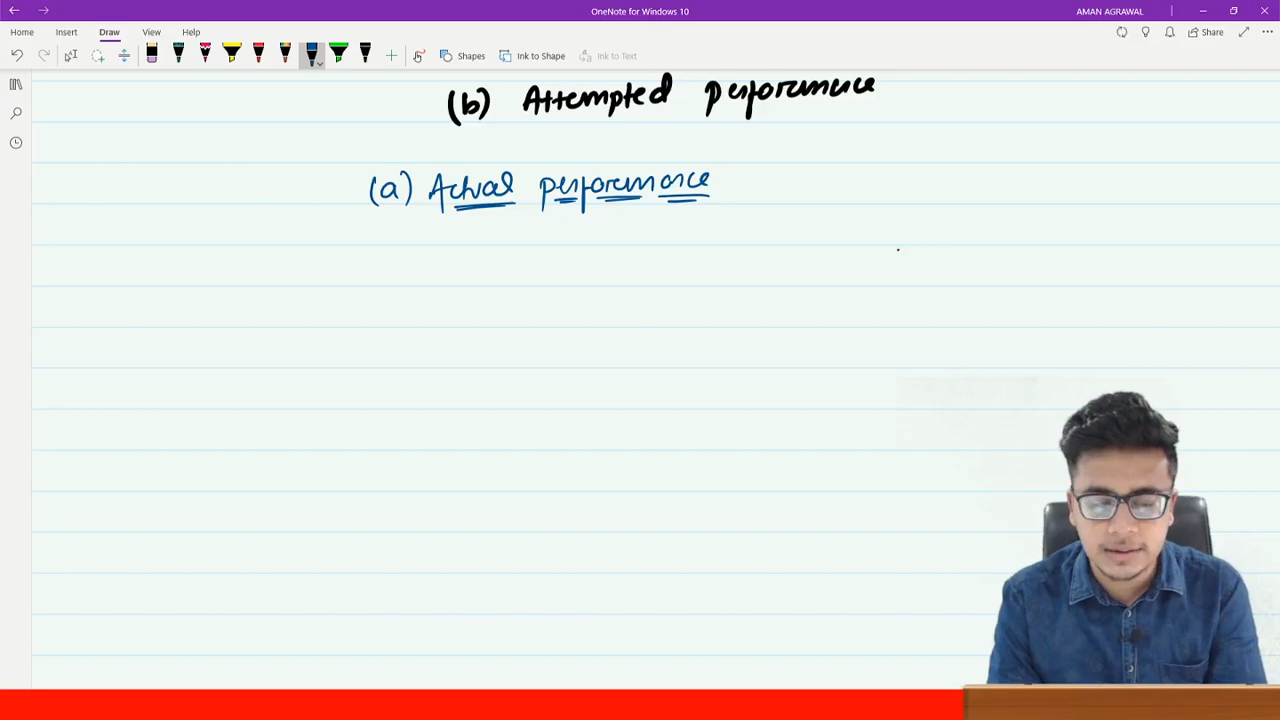 OneNote for Windows 10
AMAN AGRAWAL
Home Insert Draw View Help
Share
Shapes Ink to Shape Ink to Text
(b) Attempted performance
(a) Actual performance